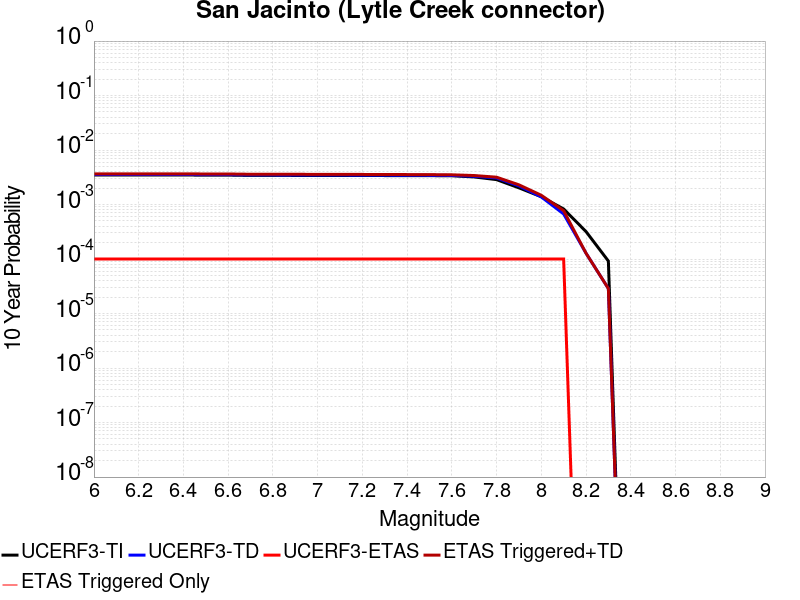 San Jacinto (Lytle Creek connector)
10^0
10^-1
10^-2
10^-3
10^-4
10^-5
10^-6
10^-7
10^-8
10 Year Probability
6 6.2 6.4 6.6 6.8 7 7.2 7.4 7.6 7.8 8 8.2 8.4 8.6 8.8 9
Magnitude
UCERF3-TI UCERF3-TD UCERF3-ETAS ETAS Triggered+TD
ETAS Triggered Only